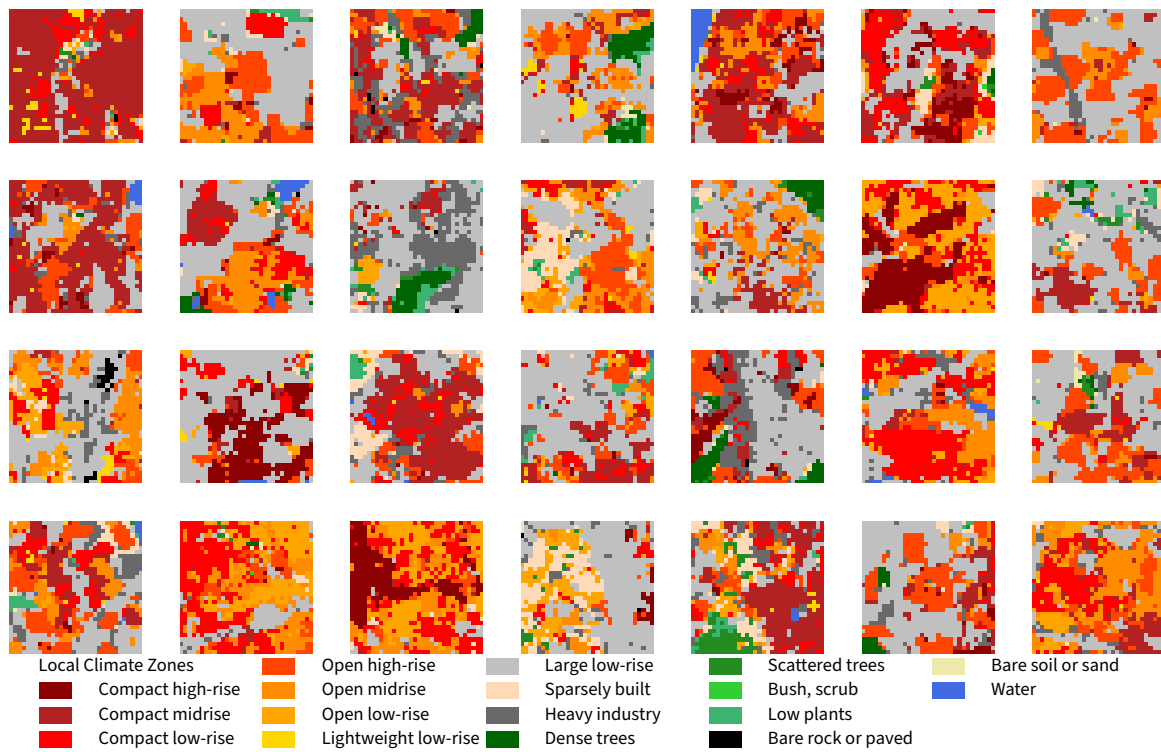 Local Climate Zones
Compact high-rise
Compact midrise
Compact low-rise
Open high-rise
Open midrise
Open low-rise
Lightweight low-rise
Large low-rise
Sparsely built
Heavy industry
Dense trees
Scattered trees
Bush, scrub
Low plants
Bare rock or paved
Bare soil or sand
Water